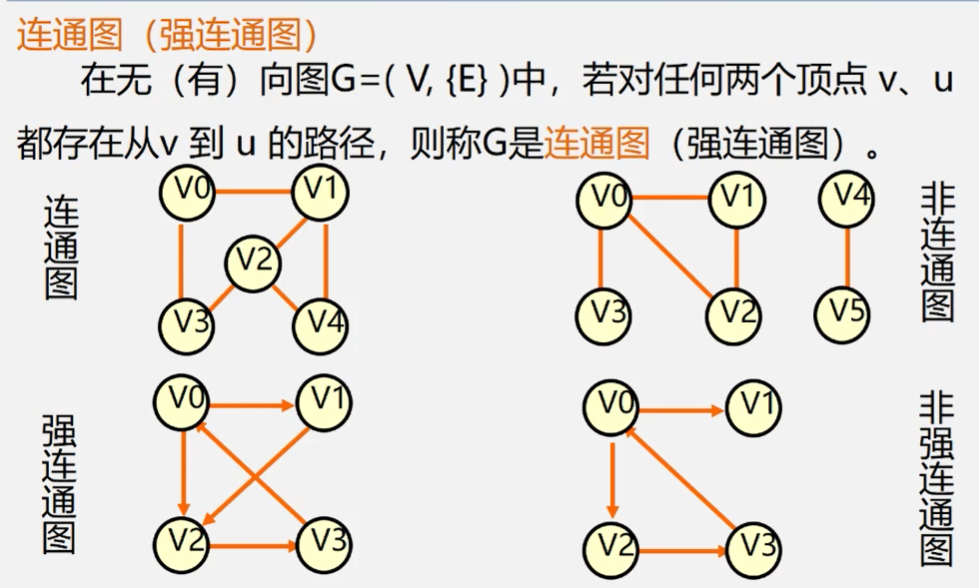 连通图（强连通图）
在无（有）向图G=( V, {E} )中，若对任何两个顶点 v、u
都存在从v 到 u 的路径，则称G是连通图（强连通图）。
连通图
V0
V1
V2
V3
V4
V0
V1
V4
V3
V2
V5
非连通图
强连通图
V0
V1
V2
V3
V0
V1
V2
V3
非强连通图